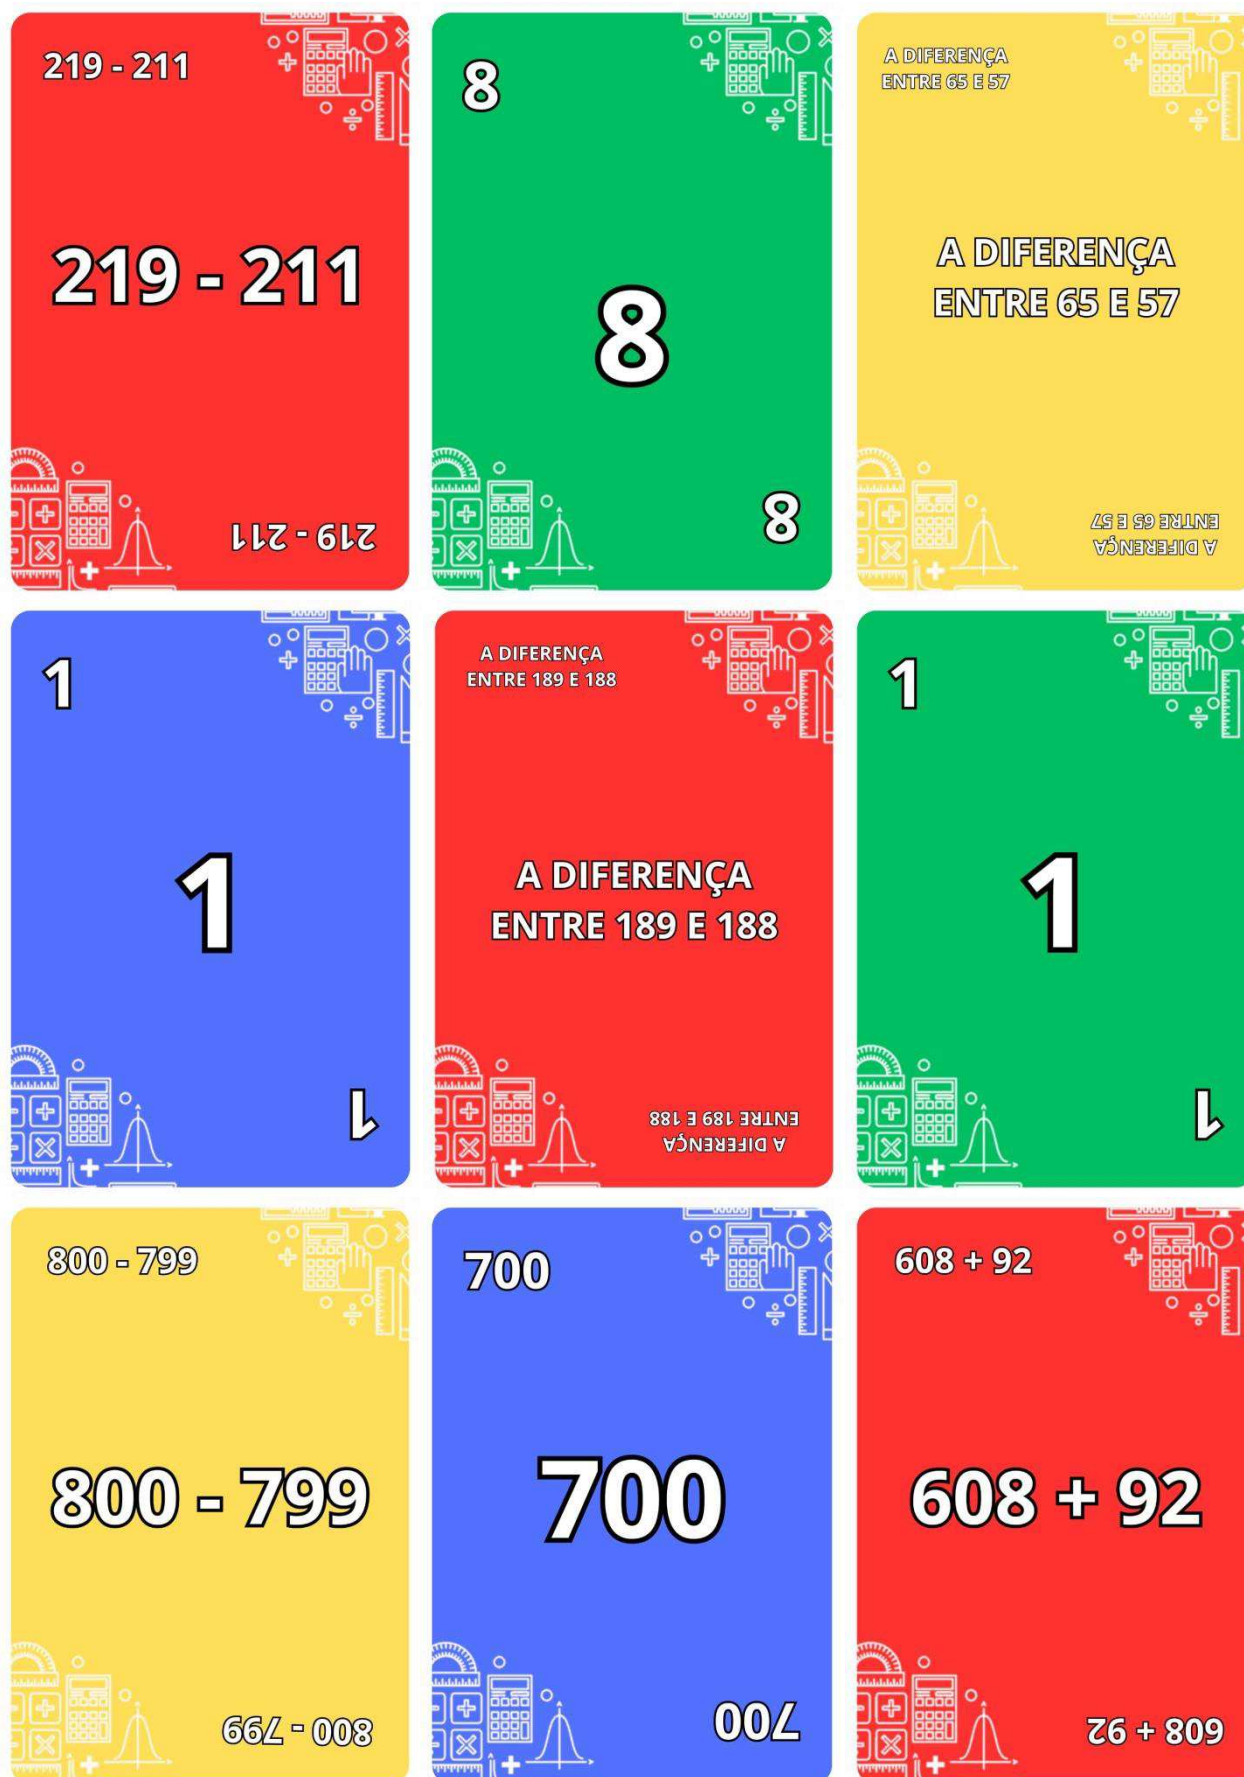 219 - 211
219 - 211
219 - 211
8
8
8
A DIFERENÇA
ENTRE 65 E 57
A DIFERENÇA
ENTRE 65 E 57
A DIFERENÇA
ENTRE 65 E 57
1
1
1
A DIFERENÇA
ENTRE 189 E 188
A DIFERENÇA
ENTRE 189 E 188
A DIFERENÇA
ENTRE 189 E 188
1
1
1
800 - 799
800 - 799
800 - 799
700
700
700
608 + 92
608 + 92
608 + 92